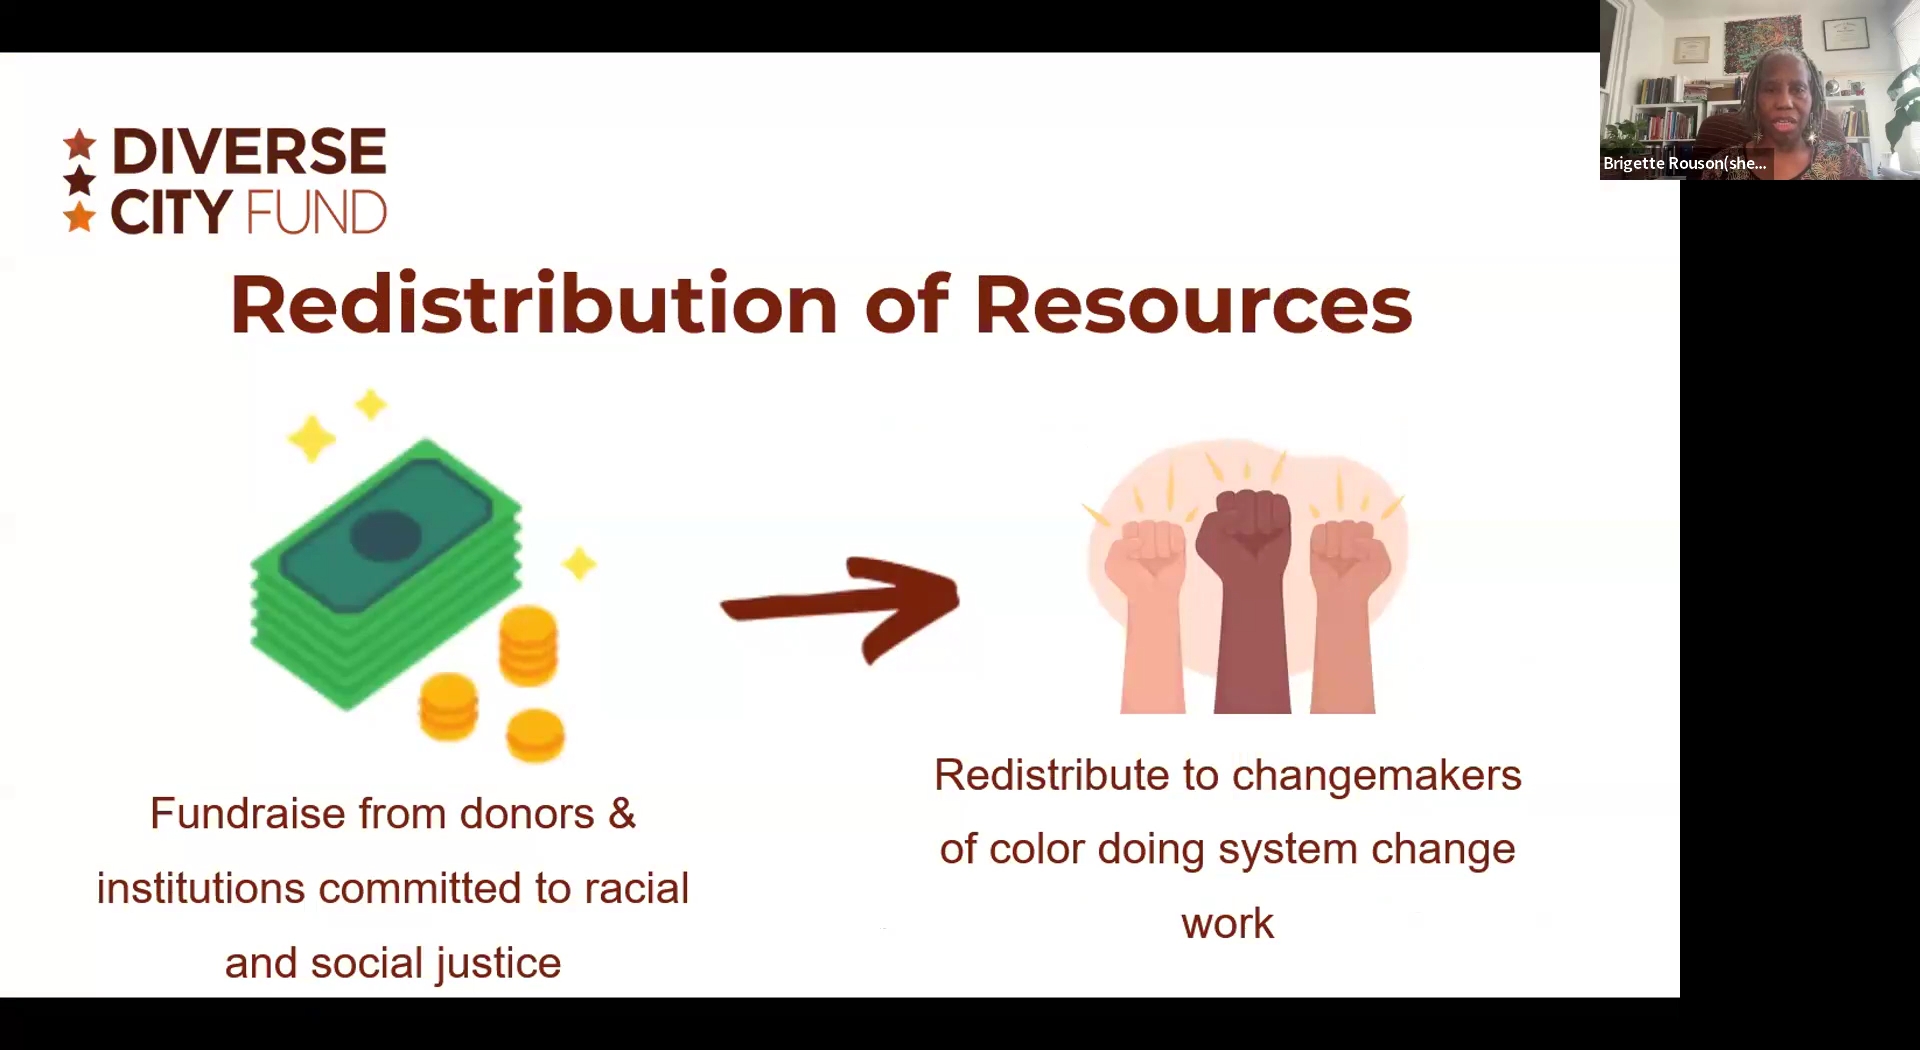 DIVERSE
CITY FUND
Redistribution of Resources
Fundraise from donors &
institutions committed to racial
and social justice
Redistribute to changemakers
of color doing system change
work
Brigette Rouson(she...